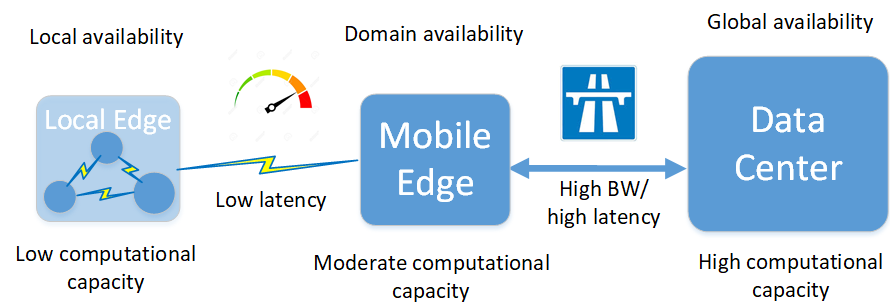 Local availability
Domain availability
Global availability
Local Edge
Mobile
Edge
Data
Center
Low latency
High BW/
high latency
Low computational
capacity
Moderate computational
capacity
High computational
capacity